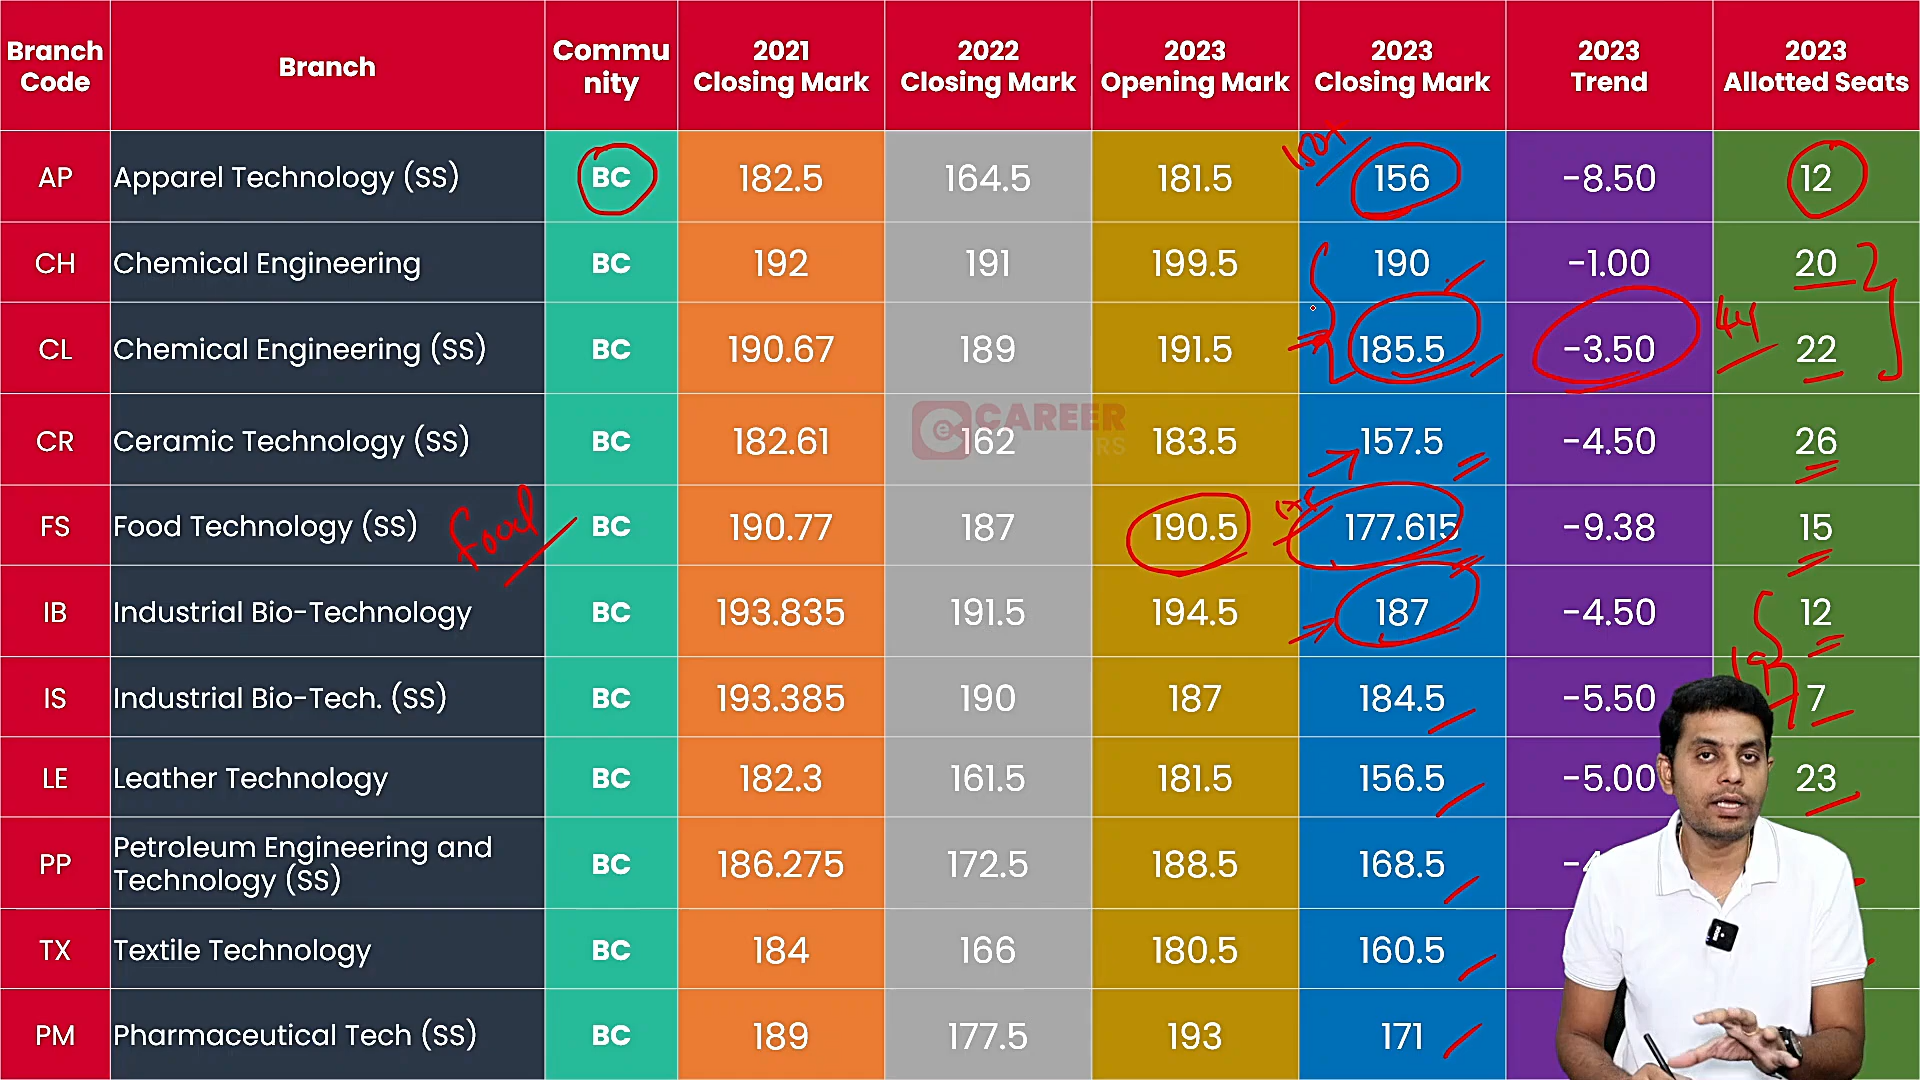 Branch Code Branch Commu nity 2021 Closing Mark 2022 Closing Mark 2023 Opening Mark 2023 Closing Mark 2023 Trend 2023 Allotted Seats
AP Apparel Technology (SS) BC 182.5 164.5 181.5 156 -8.50 12
CH Chemical Engineering BC 192 191 199.5 190 -1.00 20
CL Chemical Engineering (SS) BC 190.67 189 191.5 185.5 -3.50 44 22
CAREER
CR Ceramic Technology (SS) BC 182.61 162 183.5 157.5 -4.50 26
FS Food Technology (SS) food BC 190.77 187 190.5 177.615 -9.38 15
IB Industrial Bio-Technology BC 193.835 191.5 194.5 187 -4.50 12
IS Industrial Bio-Tech. (SS) BC 193.385 190 187 184.5 -5.50 7
LE Leather Technology BC 182.3 161.5 181.5 156.5 -5.00 23
PP Petroleum Engineering and Technology (SS) BC 186.275 172.5 188.5 168.5
TX Textile Technology BC 184 166 180.5 160.5
PM Pharmaceutical Tech (SS) BC 189 177.5 193 171